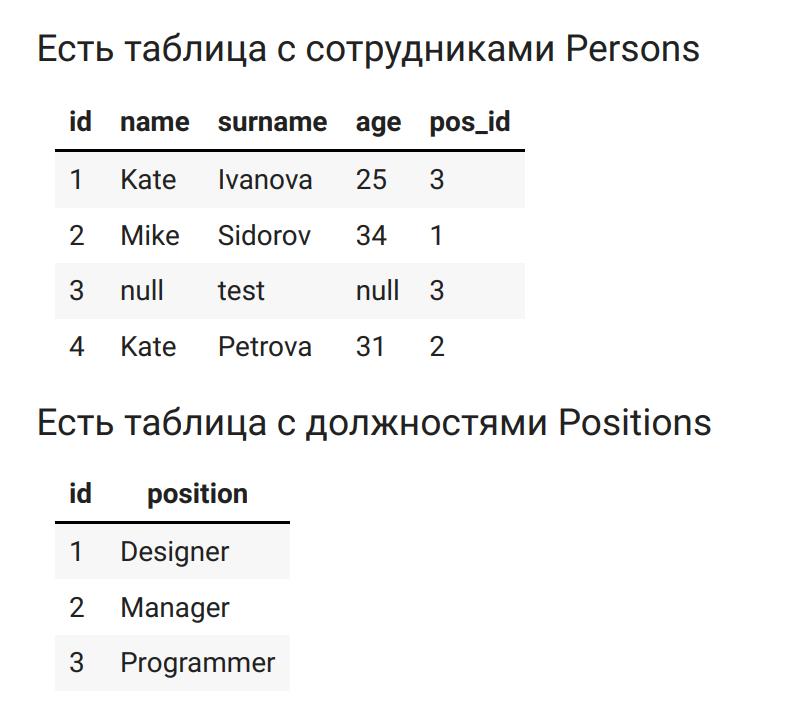 Есть таблица с сотрудниками Persons
id name surname age pos_id
1 Kate Ivanova 25 3
2 Mike Sidorov 34 1
3 null test null 3
4 Kate Petrova 31 2
Есть таблица с должностями Positions
id position
1 Designer
2 Manager
3 Programmer